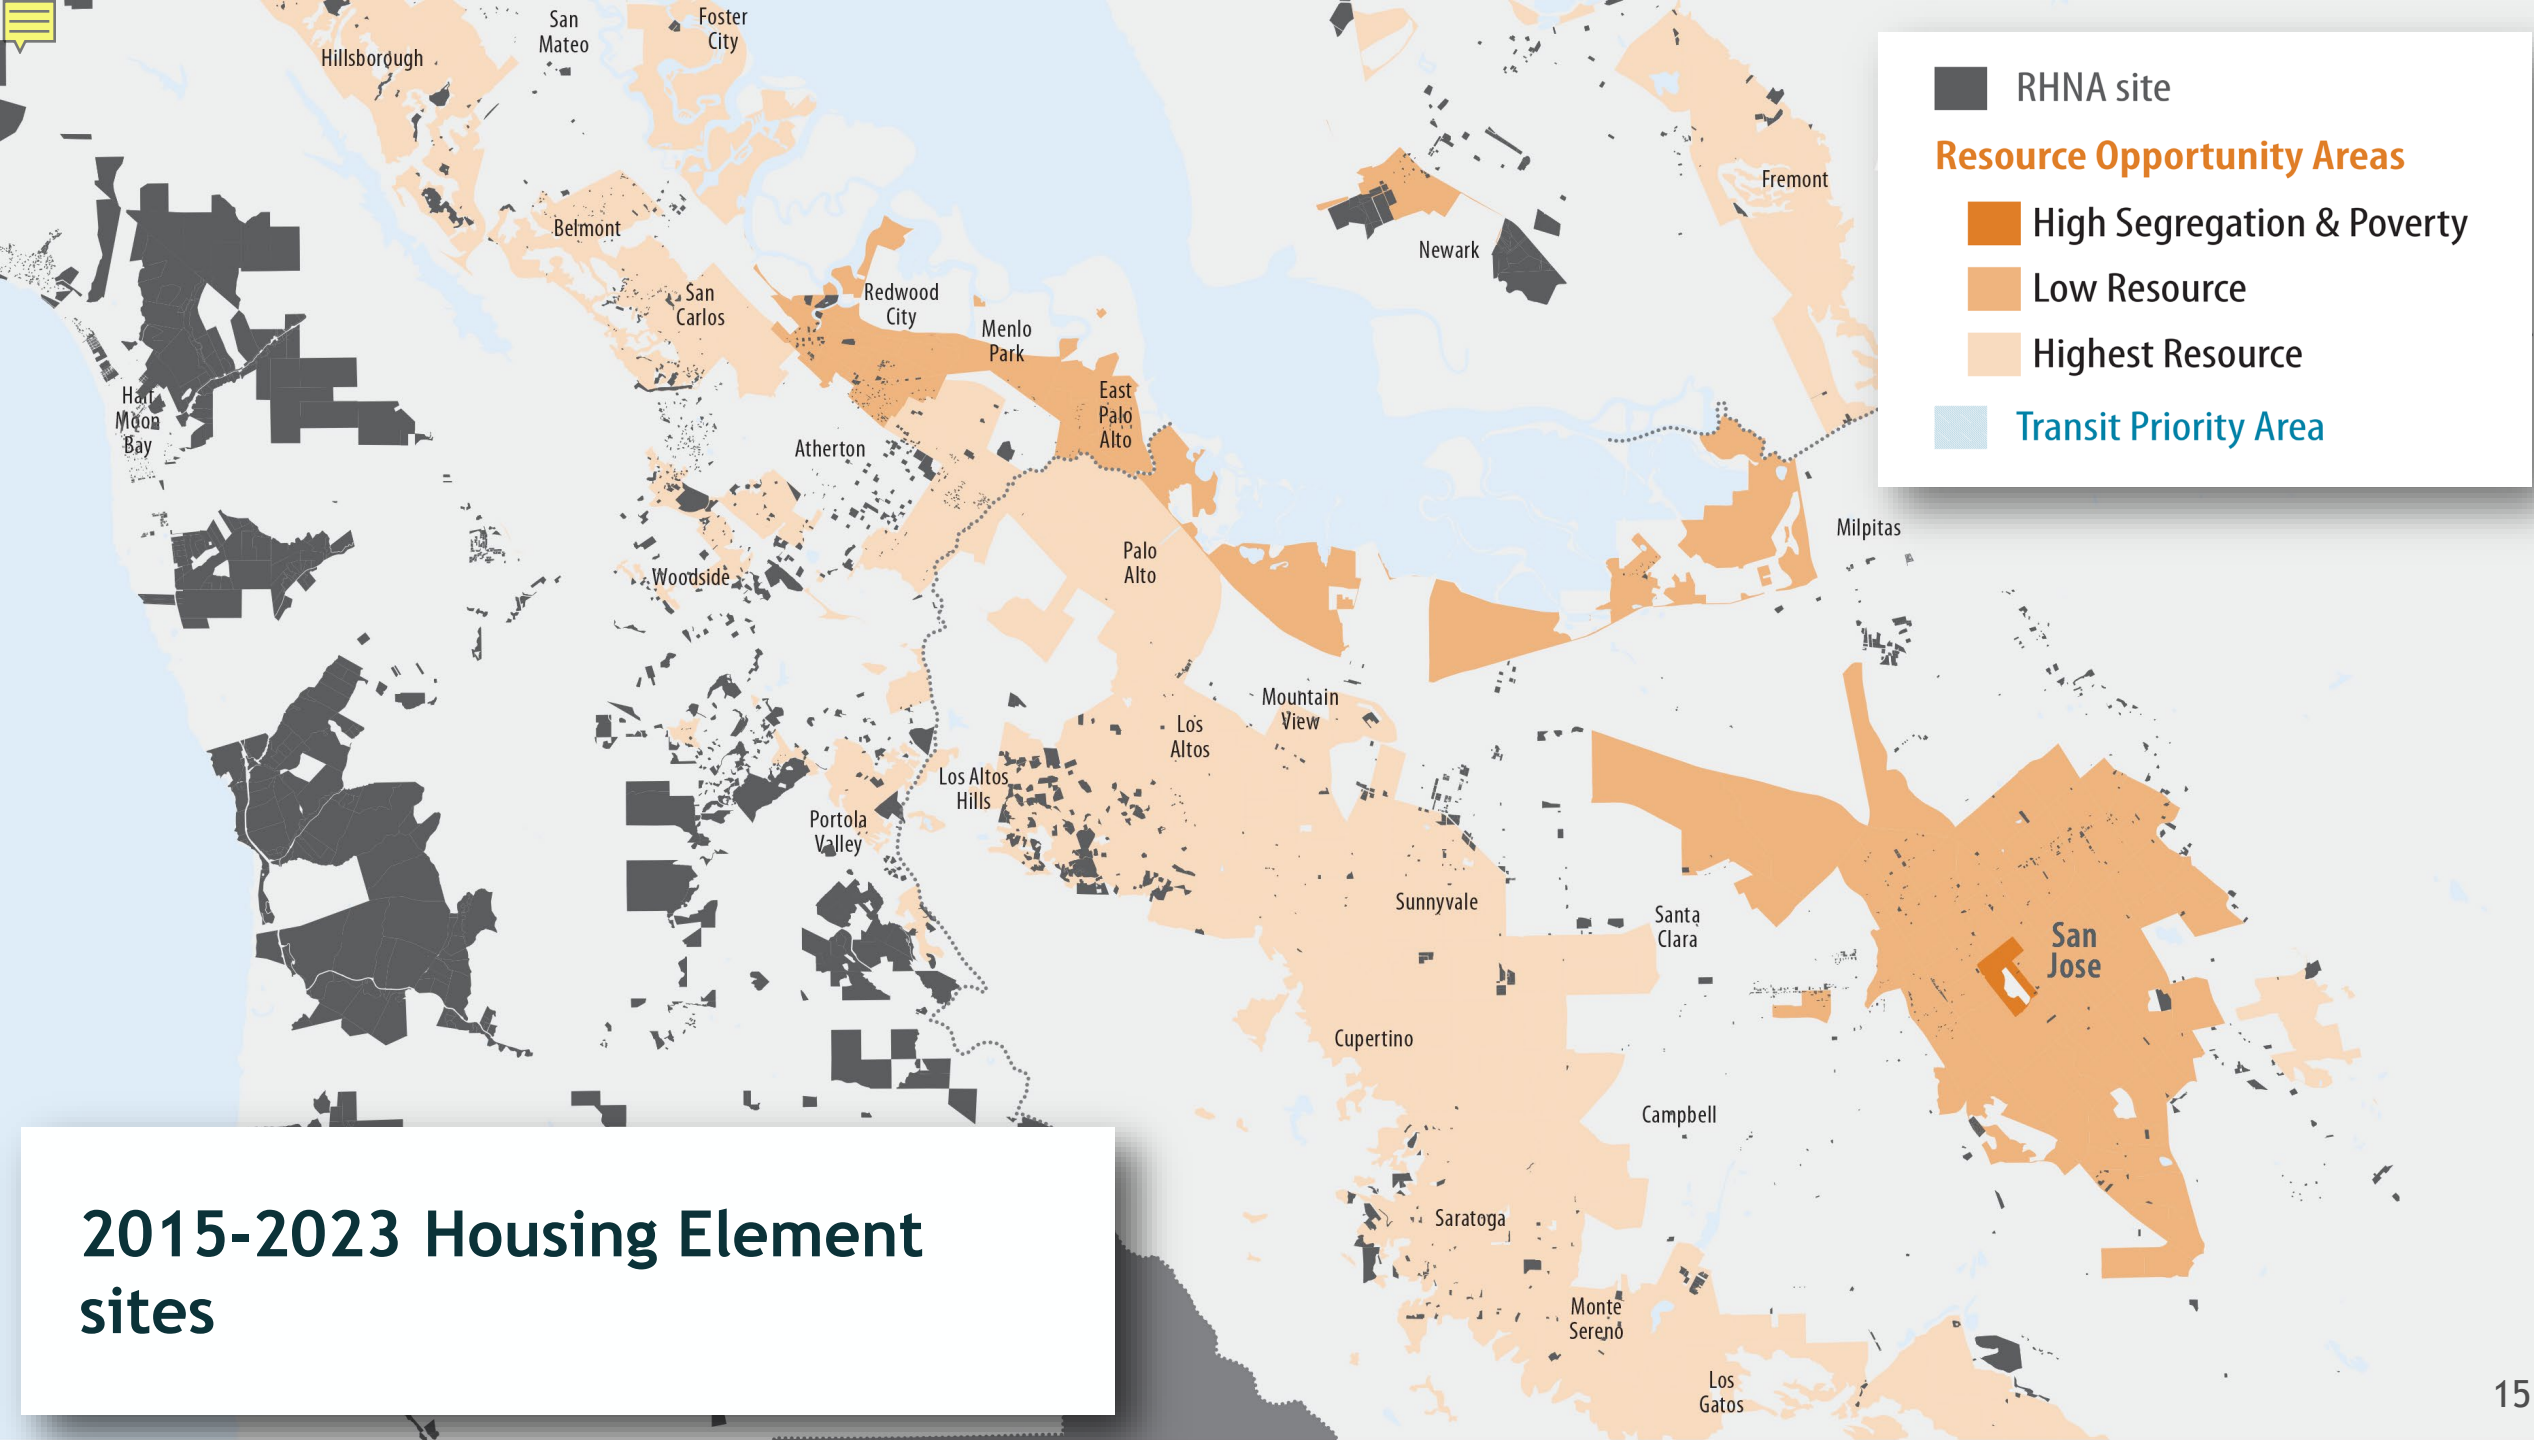 San
Mateo
Foster
City
Hillsborough
RHNA site
Resource Opportunity Areas
High Segregation & Poverty
Low Resource
Highest Resource
Transit Priority Area
Fremont
Belmont
Newark
San
Carlos
Redwood
City
Menlo
Park
Half
Moon
Bay
East
Palo
Alto
Atherton
Milpitas
Palo
Alto
Woodside
Mountain
View
Los
Altos
Los Altos
Hills
Portola
Valley
Sunnyvale
Santa
Clara
San
Jose
Cupertino
Campbell
Saratoga
Monte
Sereno
Los
Gatos
2015-2023 Housing Element
sites
15